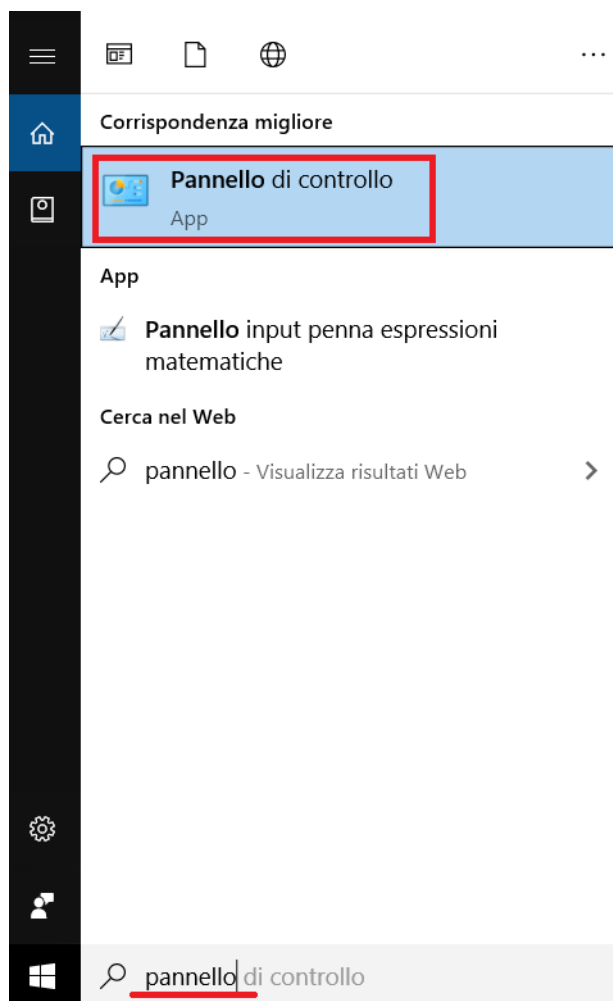 Corrispondenza migliore
Pannello di controllo
App
App
Pannello input penna espressioni
matematiche
Cerca nel Web
pannello - Visualizza risultati Web
pannello di controllo